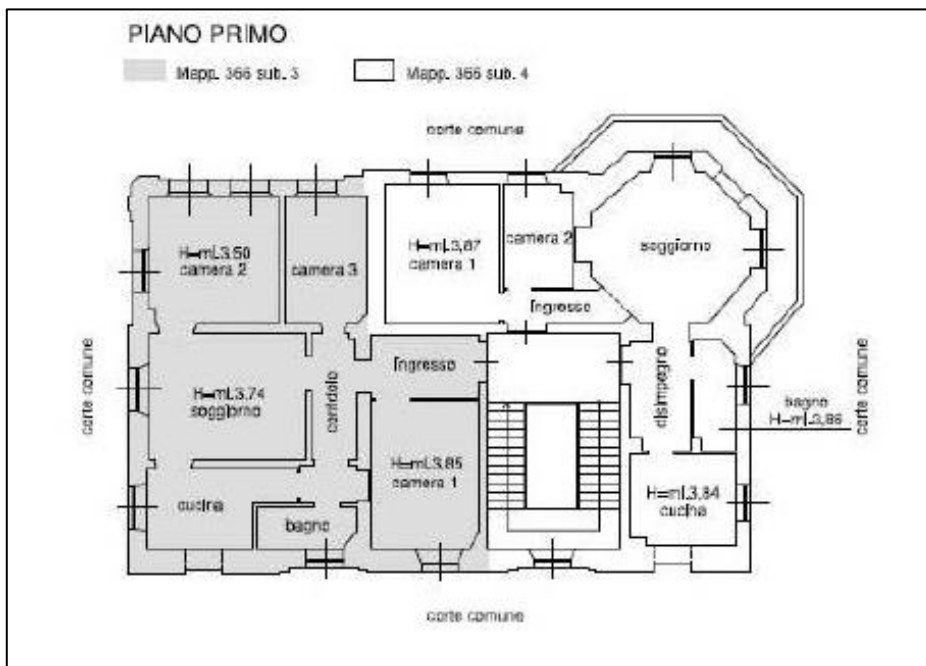 PIANO PRIMO
Mapp. 366 sub. 3
Mapp. 366 sub. 4
corte comune
H=ml.3.50
camera 2
camera 3
H=ml.3,87
camera 1
camera 2
soggiorno
Ingresso
corte comune
H=ml.3.74
soggiorno
corridoio
Ingresso
disimpegno
bagno
H=ml.3,86
corte comune
H=ml.3.85
camera 1
H=ml.3,84
cucina
cucina
bagno
corte comune